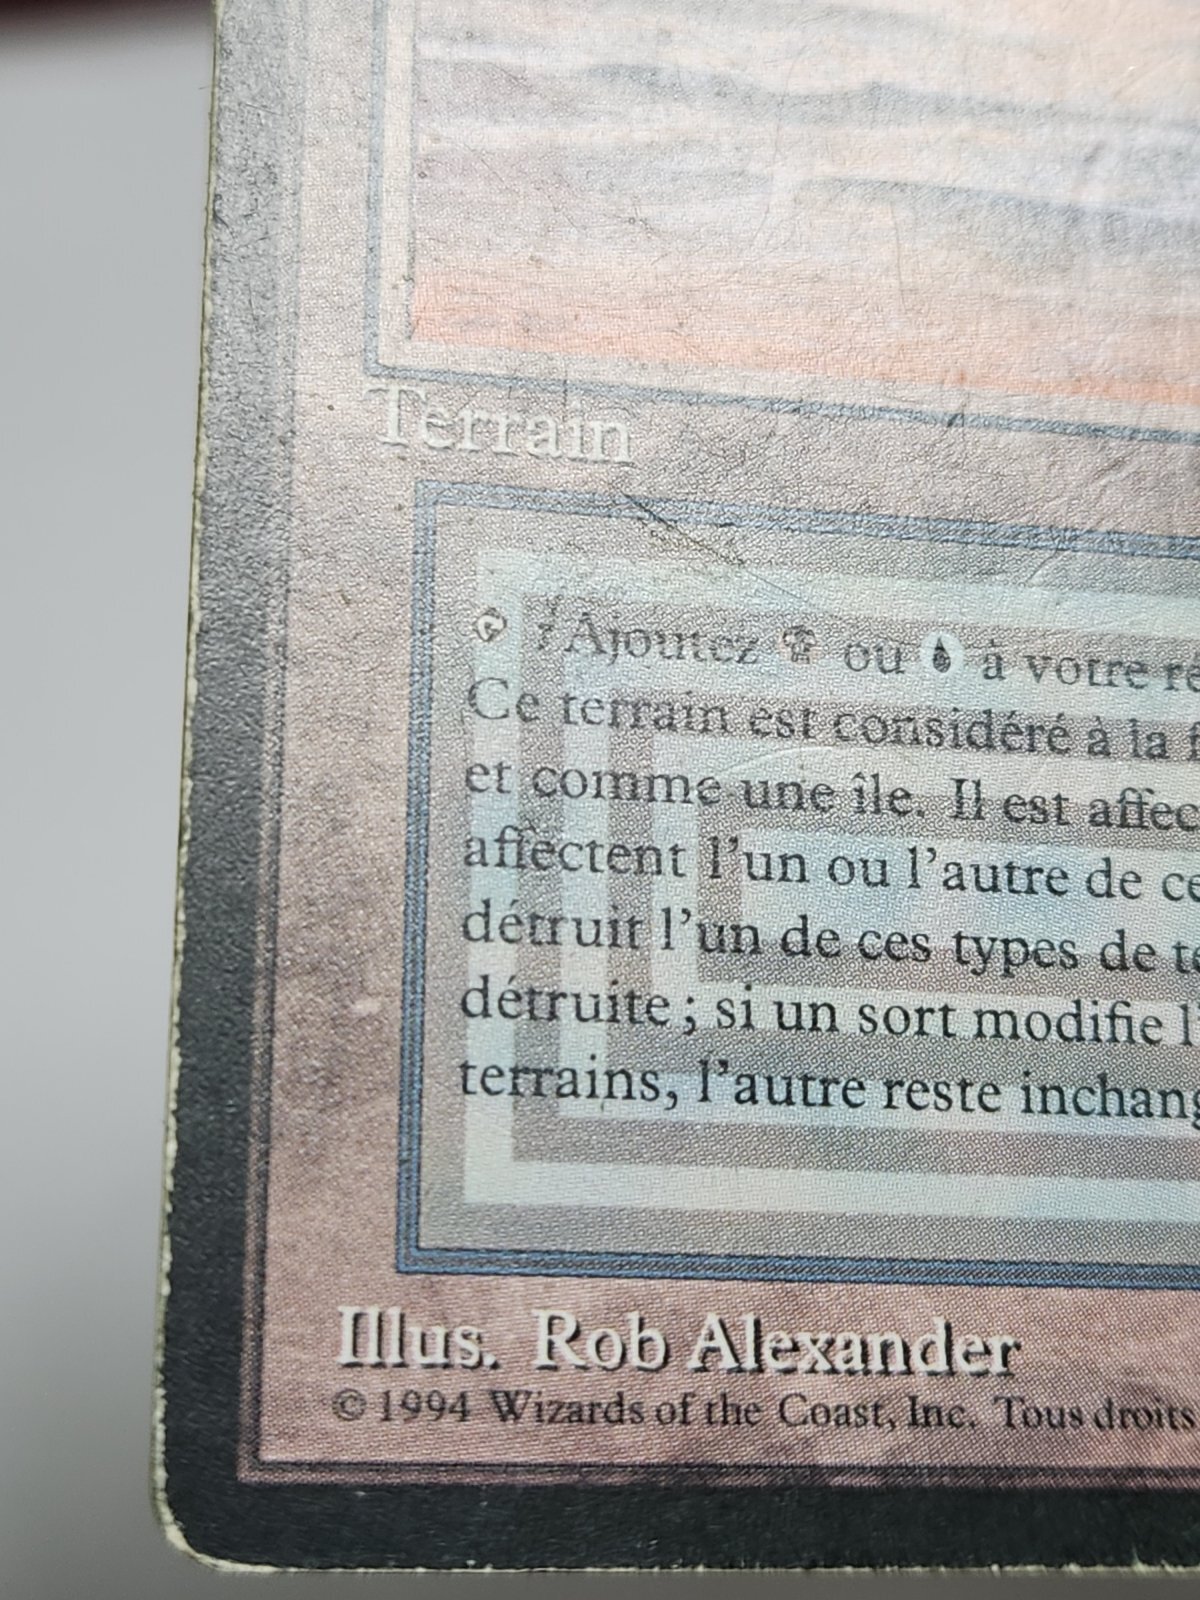 Terrain
: Ajoutez ou à votre
Ce terrain est considéré à la
et comme une île. Il est affec
affectent l'un ou l'autre de ce
détruit l'un de ces types de te
détruite ; si un sort modifie l
terrains, l'autre reste inchang
Illus. Rob Alexander
© 1994 Wizards of the Coast, Inc. Tous droits